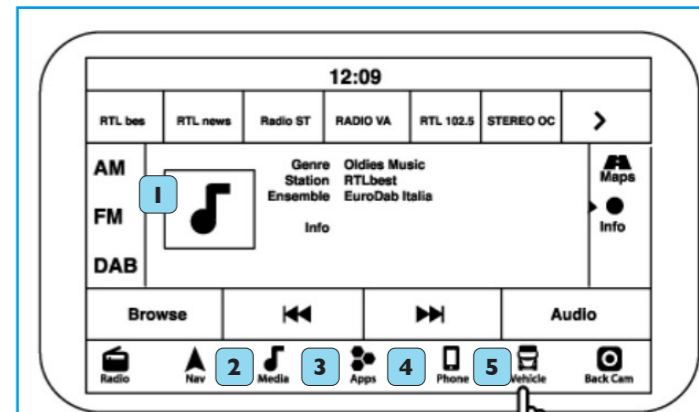 12:09
RTL bes RTL news Radio ST RADIO VA RTL 102.5 STEREO OC >
AM
FM
DAB
1
Genre Oldies Music
Station RTLbest
Ensemble EuroDab Italia
Info
Maps
Info
Browse Audio
2 3 4 5
Radio Nav Media Apps Phone Vehicle Back Cam